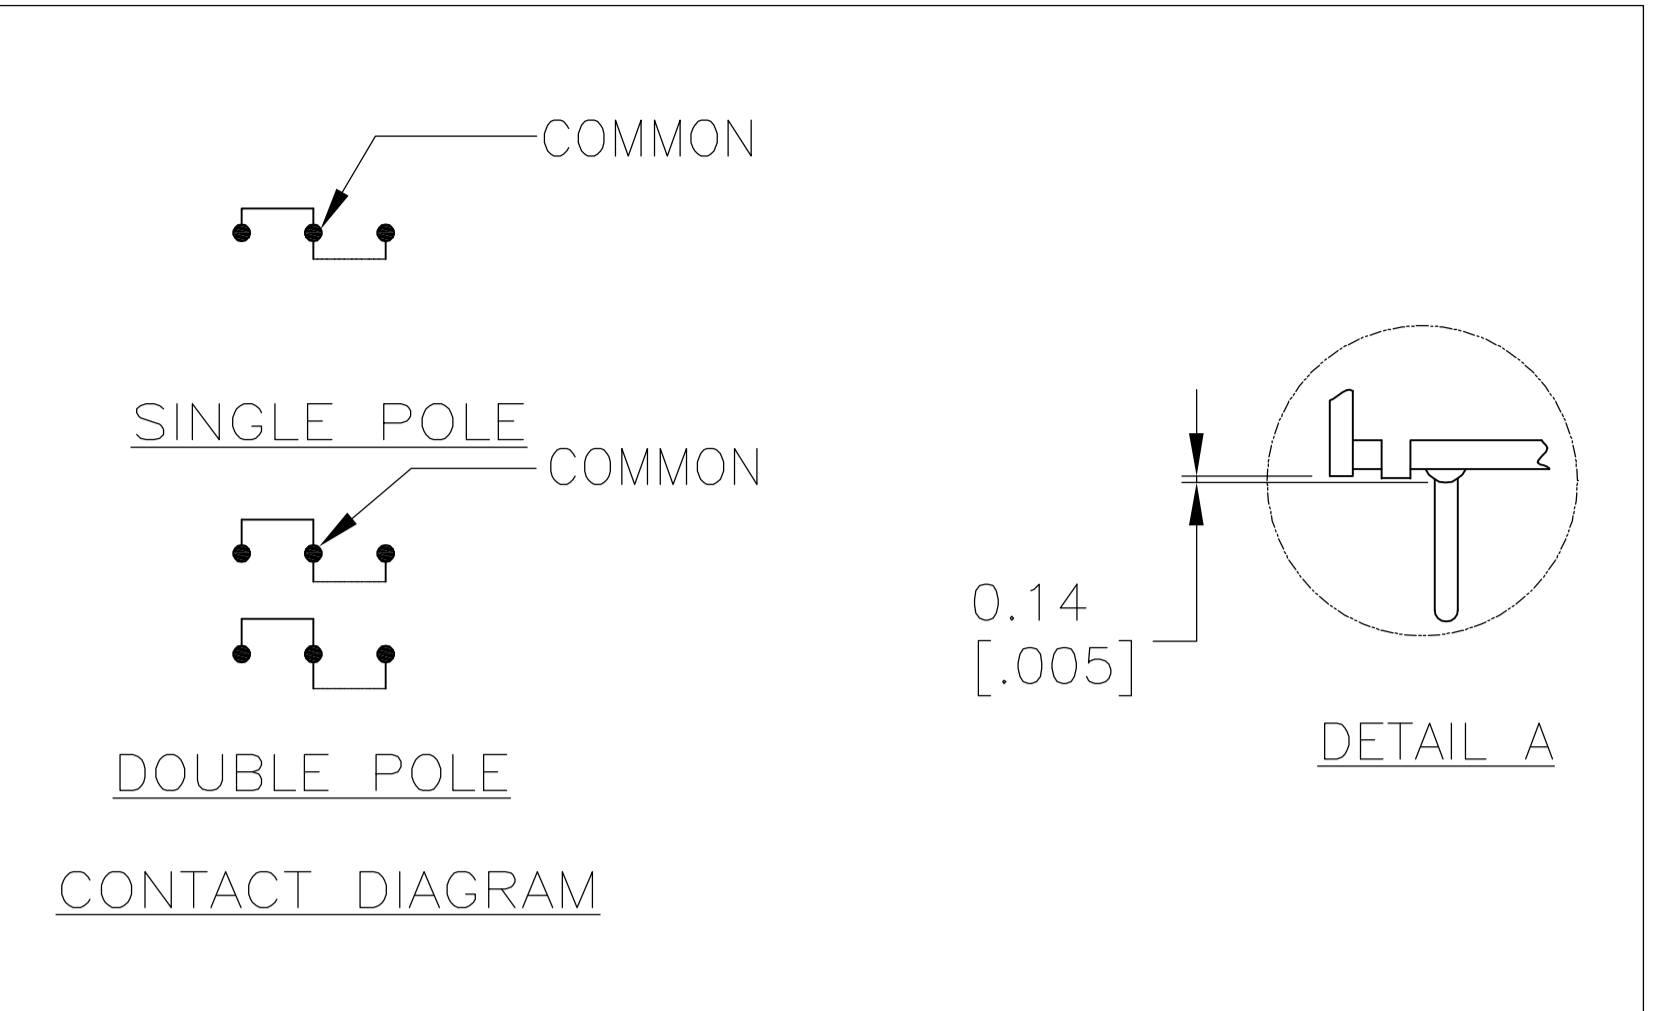 COMMON
SINGLE POLE
COMMON
DOUBLE POLE
CONTACT DIAGRAM
0.14
[.005]
DETAIL A